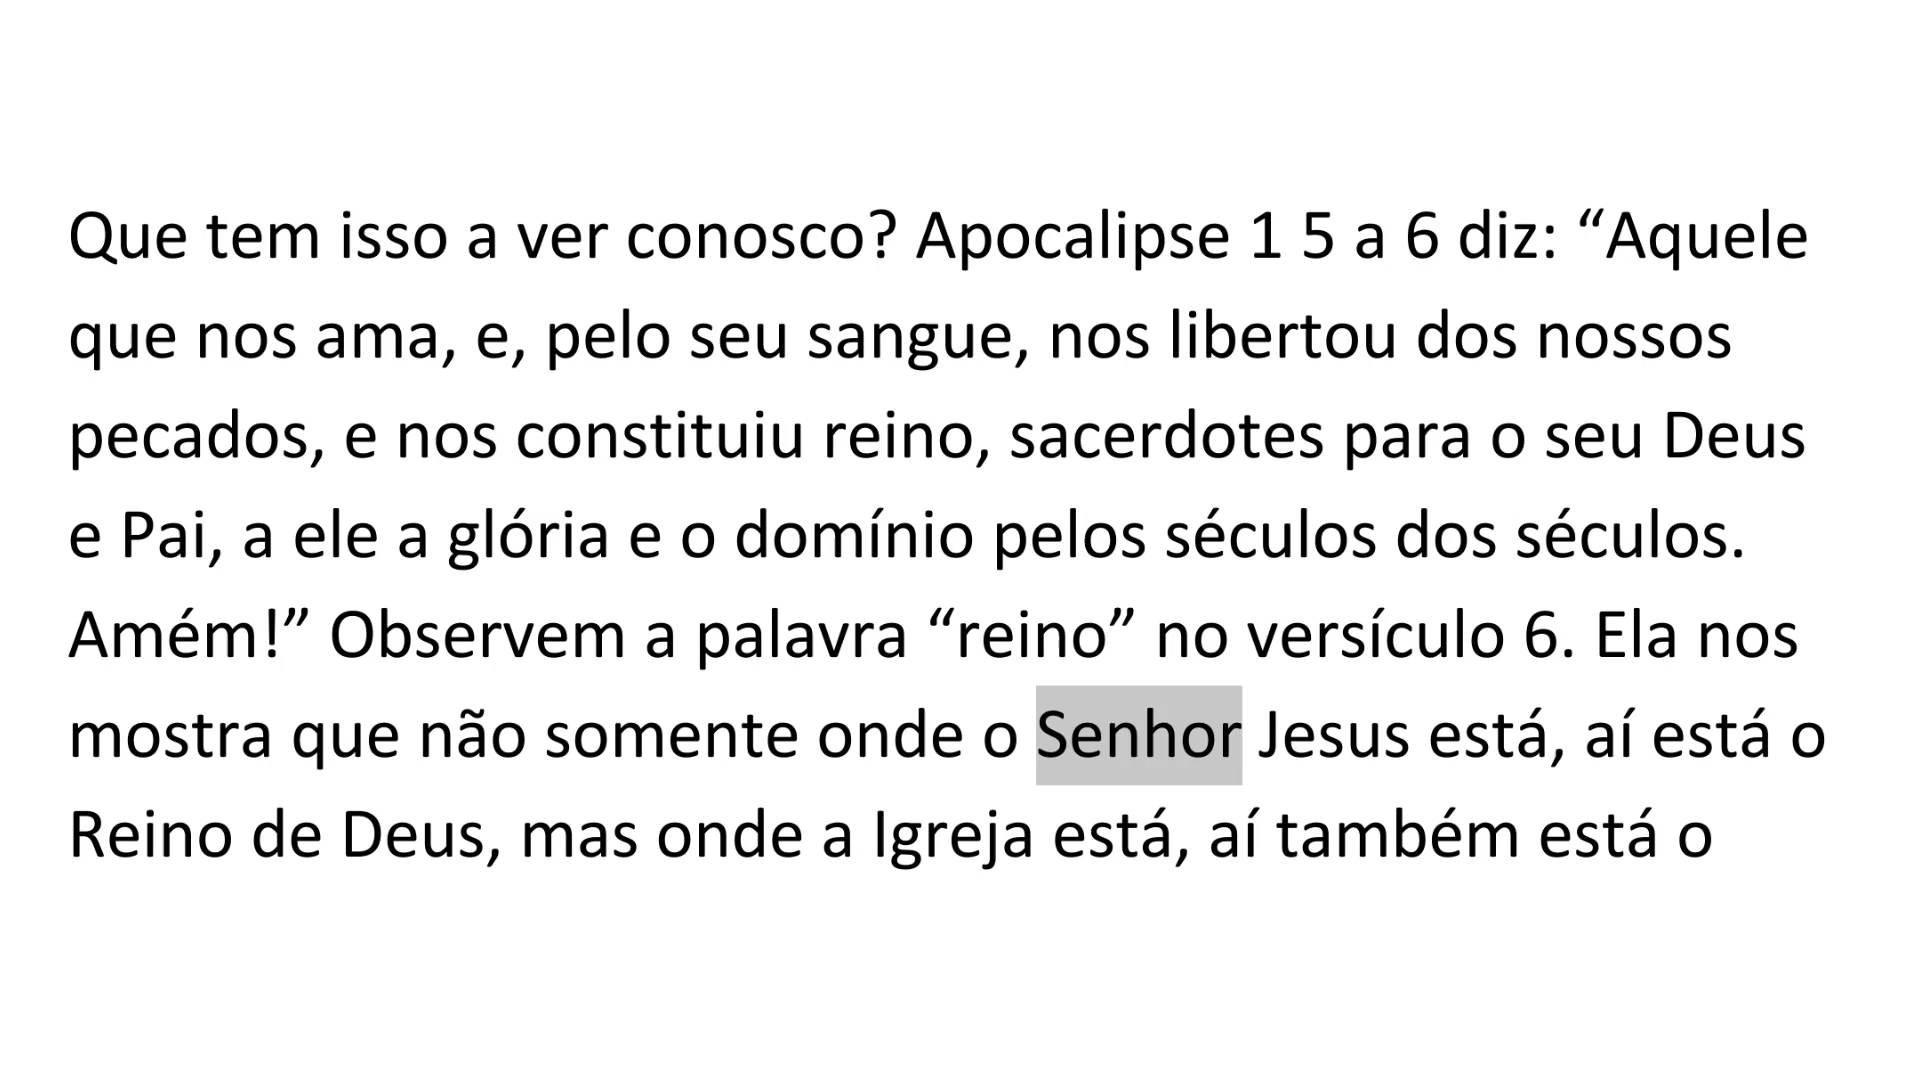 Que tem isso a ver conosco? Apocalipse 1 5 a 6 diz: “Aquele
que nos ama, e, pelo seu sangue, nos libertou dos nossos
pecados, e nos constituiu reino, sacerdotes para o seu Deus
e Pai, a ele a glória e o domínio pelos séculos dos séculos.
Amém!” Observem a palavra “reino” no versículo 6. Ela nos
mostra que não somente onde o Senhor Jesus está, aí está o
Reino de Deus, mas onde a Igreja está, aí também está o